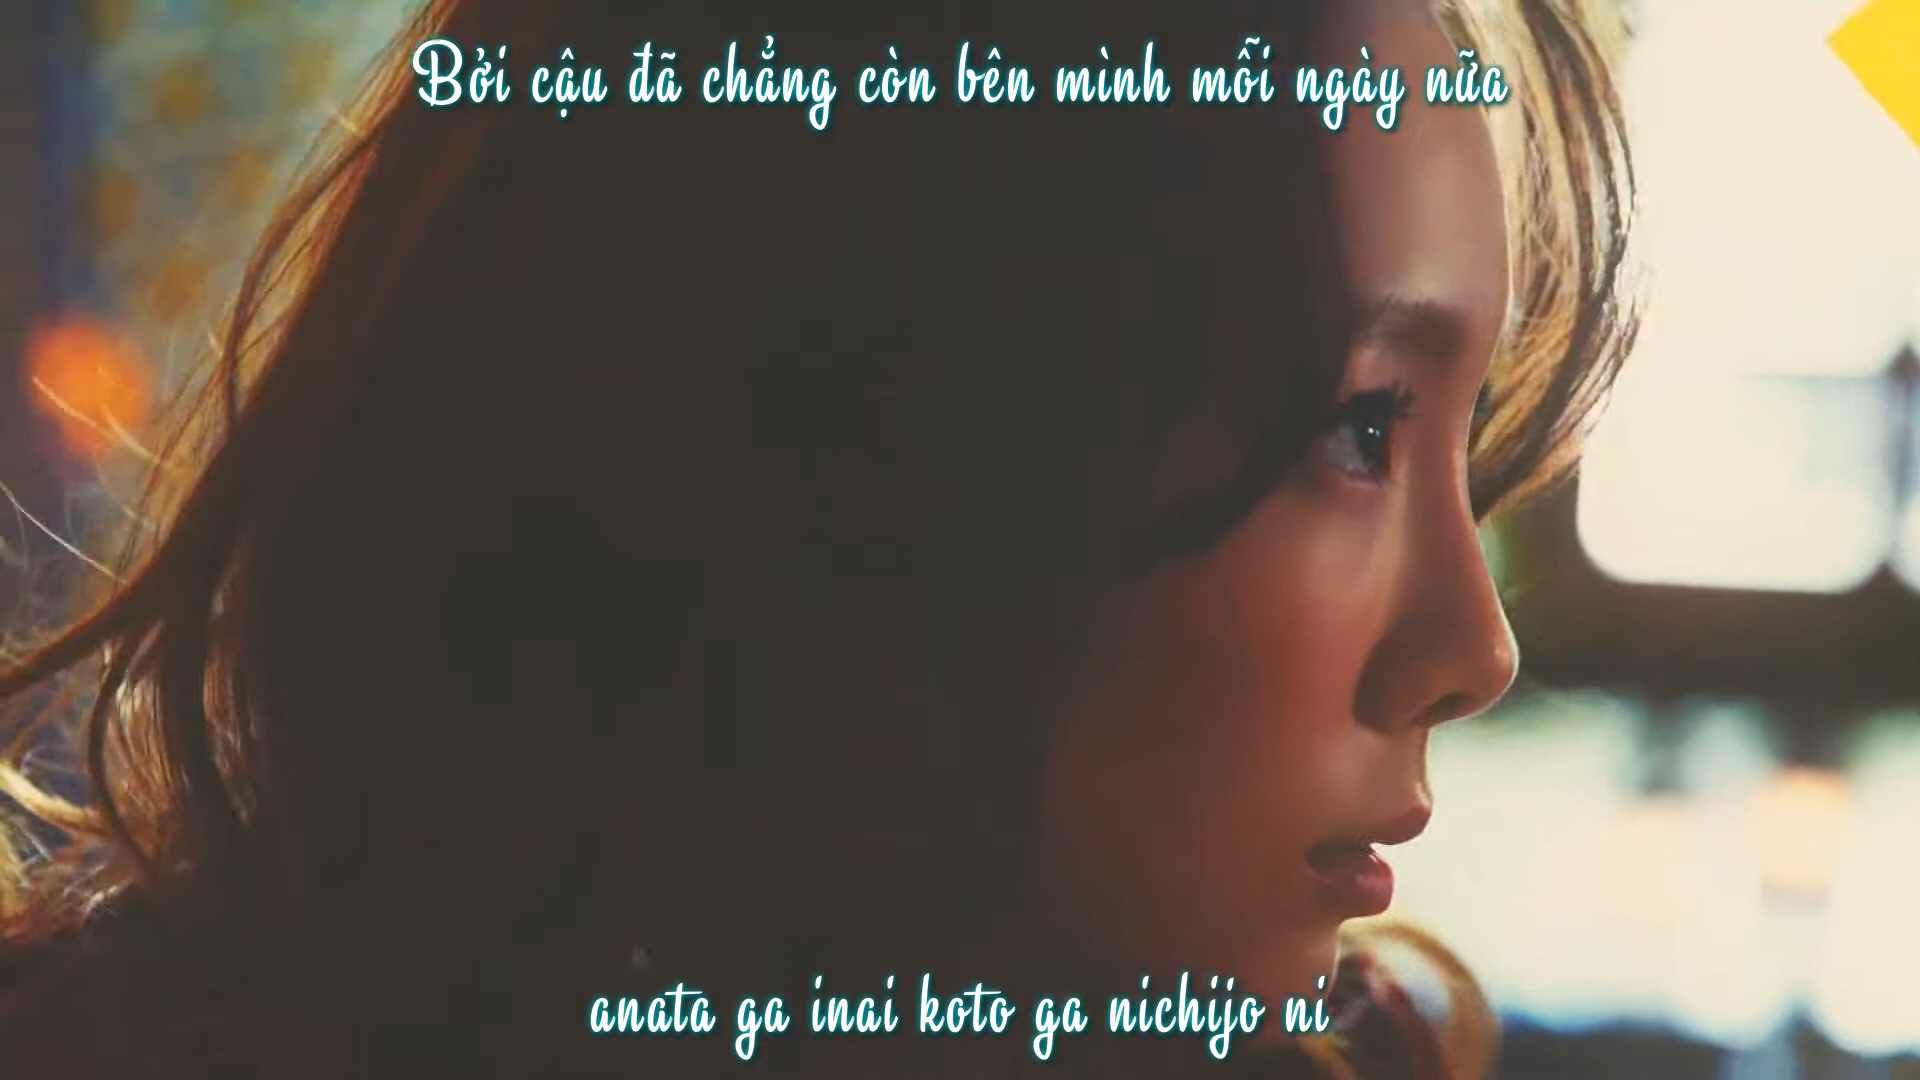 Bởi cậu đã chẳng còn bên mình mỗi ngày nữa
anata ga inai koto ga nichijo ni